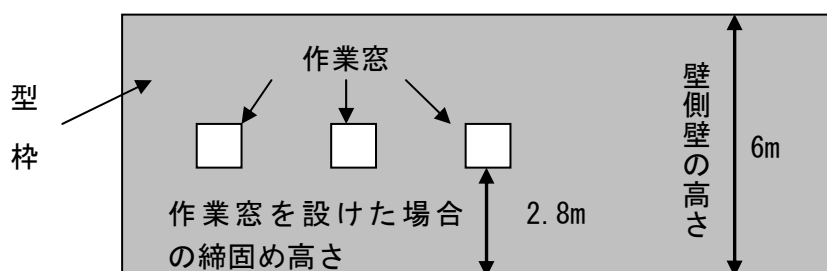 作業窓
型
枠
壁側壁の高さ
6m
作業窓を設けた場合
の締固め高さ
2.8m